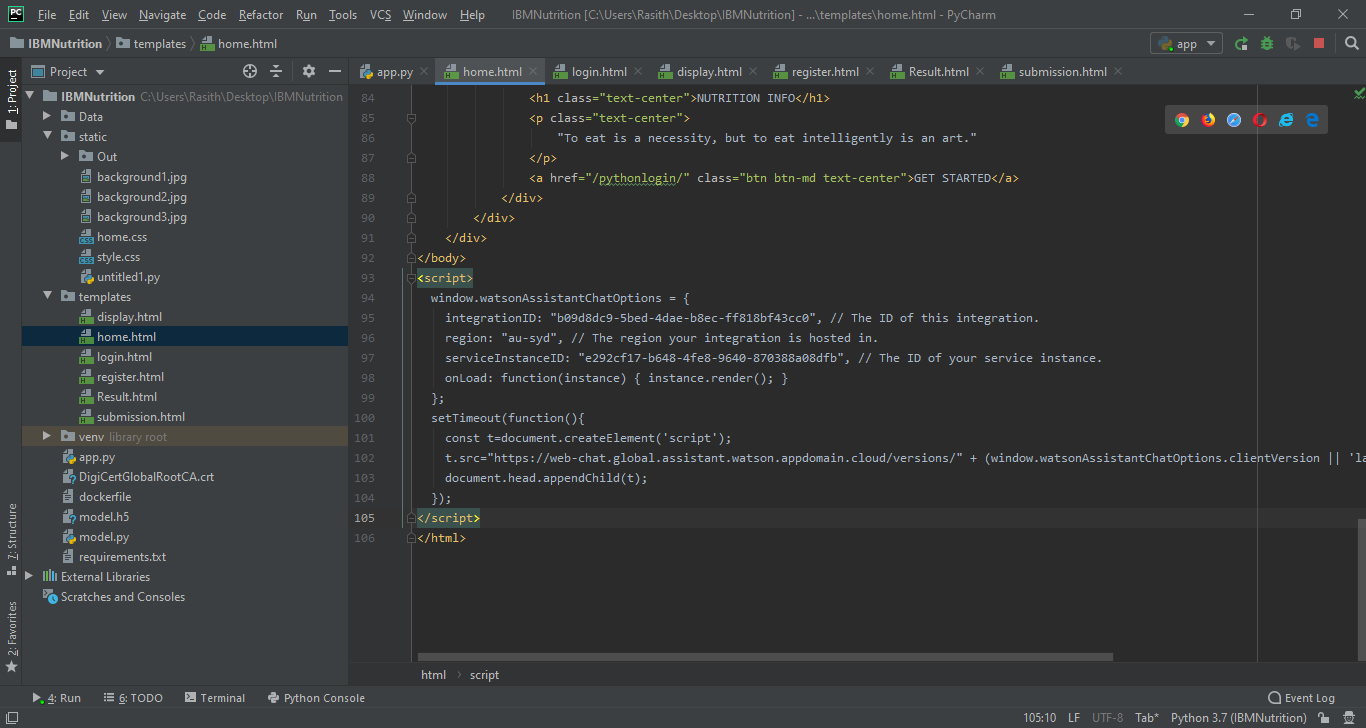 PC File Edit View Navigate Code Refactor Run Tools VCS Window Help IBMNutrition [C:\Users\Rasith\Desktop\IBMNutrition] - ...\templates\home.html - PyCharm
IBMNutrition templates home.html app
Project
app.py home.html login.html display.html register.html Result.html submission.html
1: Project
IBMNutrition C:\Users\Rasith\Desktop\IBMNutrition
Data
static
Out
background1.jpg
background2.jpg
background3.jpg
home.css
style.css
untitled1.py
templates
display.html
home.html
login.html
register.html
Result.html
submission.html
venv library root
app.py
DigiCertGlobalRootCA.crt
dockerfile
model.h5
model.py
requirements.txt
External Libraries
Scratches and Consoles
7: Structure
2: Favorites
84 <h1 class="text-center">NUTRITION INFO</h1>
85 <p class="text-center">
86 "To eat is a necessity, but to eat intelligently is an art."
87 </p>
88 <a href="/pythonlogin/" class="btn btn-md text-center">GET STARTED</a>
89 </div>
90 </div>
91 </div>
92 </body>
93 <script>
94 window.watsonAssistantChatOptions = {
95 integrationID: "b09d8dc9-5bed-4dae-b8ec-ff818bf43cc0", // The ID of this integration.
96 region: "au-syd", // The region your integration is hosted in.
97 serviceInstanceID: "e292cf17-b648-4fe8-9640-870388a08dfb", // The ID of your service instance.
98 onLoad: function(instance) { instance.render(); }
99 };
100 setTimeout(function(){
101 const t=document.createElement('script');
102 t.src="https://web-chat.global.assistant.watson.appdomain.cloud/versions/" + (window.watsonAssistantChatOptions.clientVersion || 'la
103 document.head.appendChild(t);
104 });
105 </script>
106 </html>
html script
4: Run 6: TODO Terminal Python Console Event Log
105:10 LF UTF-8 Tab* Python 3.7 (IBMNutrition)